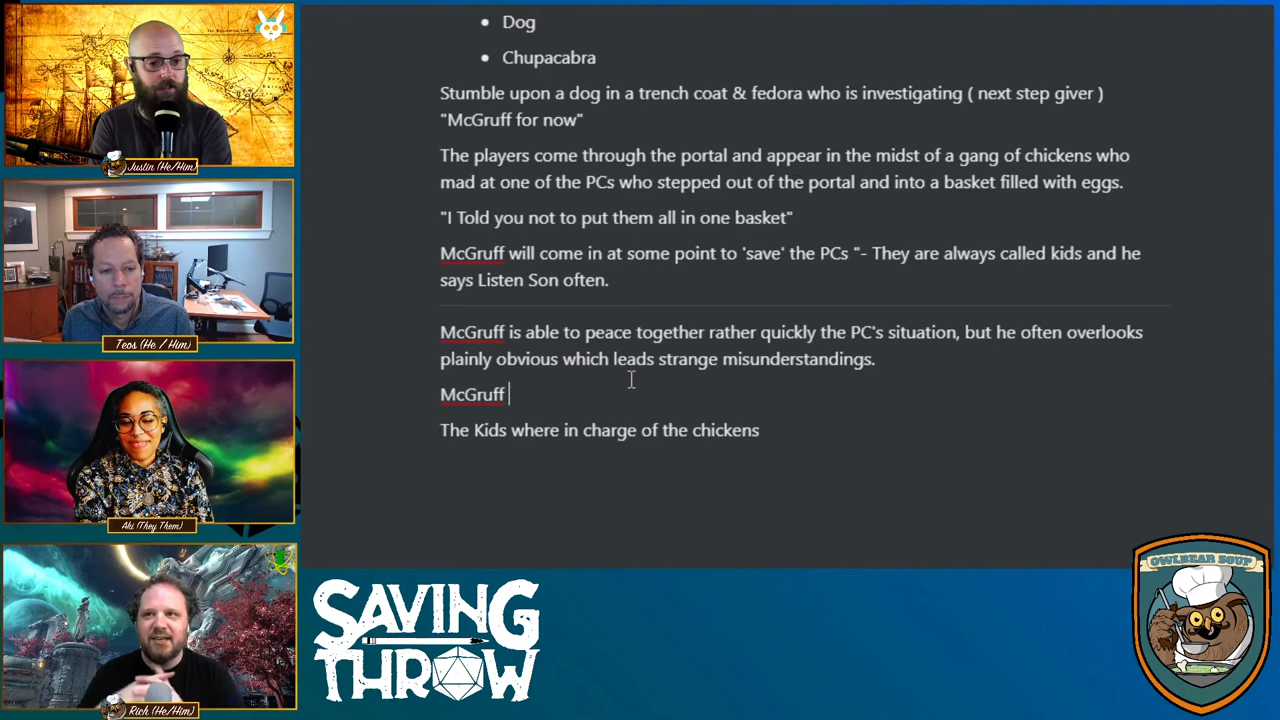 Dog
Chupacabra
Stumble upon a dog in a trench coat & fedora who is investigating ( next step giver )
"McGruff for now"
The players come through the portal and appear in the midst of a gang of chickens who
mad at one of the PCs who stepped out of the portal and into a basket filled with eggs.
"I Told you not to put them all in one basket"
McGruff will come in at some point to 'save' the PCs "- They are always called kids and he
says Listen Son often.
McGruff is able to peace together rather quickly the PC's situation, but he often overlooks
plainly obvious which leads strange misunderstandings.
McGruff
The Kids where in charge of the chickens
Justin (He/Him)
Teos (He / Him)
Aki (They Them)
Rich (He/Him)
SAVING
THROW
OWLBEAR SOUP